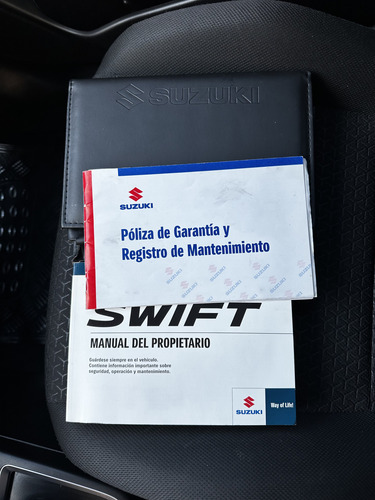 SUZUKI
SUZUKI
Póliza de Garantía y
Registro de Mantenimiento
SWIFT
MANUAL DEL PROPIETARIO
Guárdese siempre en el vehículo.
Contiene información importante sobre
seguridad, operación y mantenimiento.
SUZUKI
Way of Life!